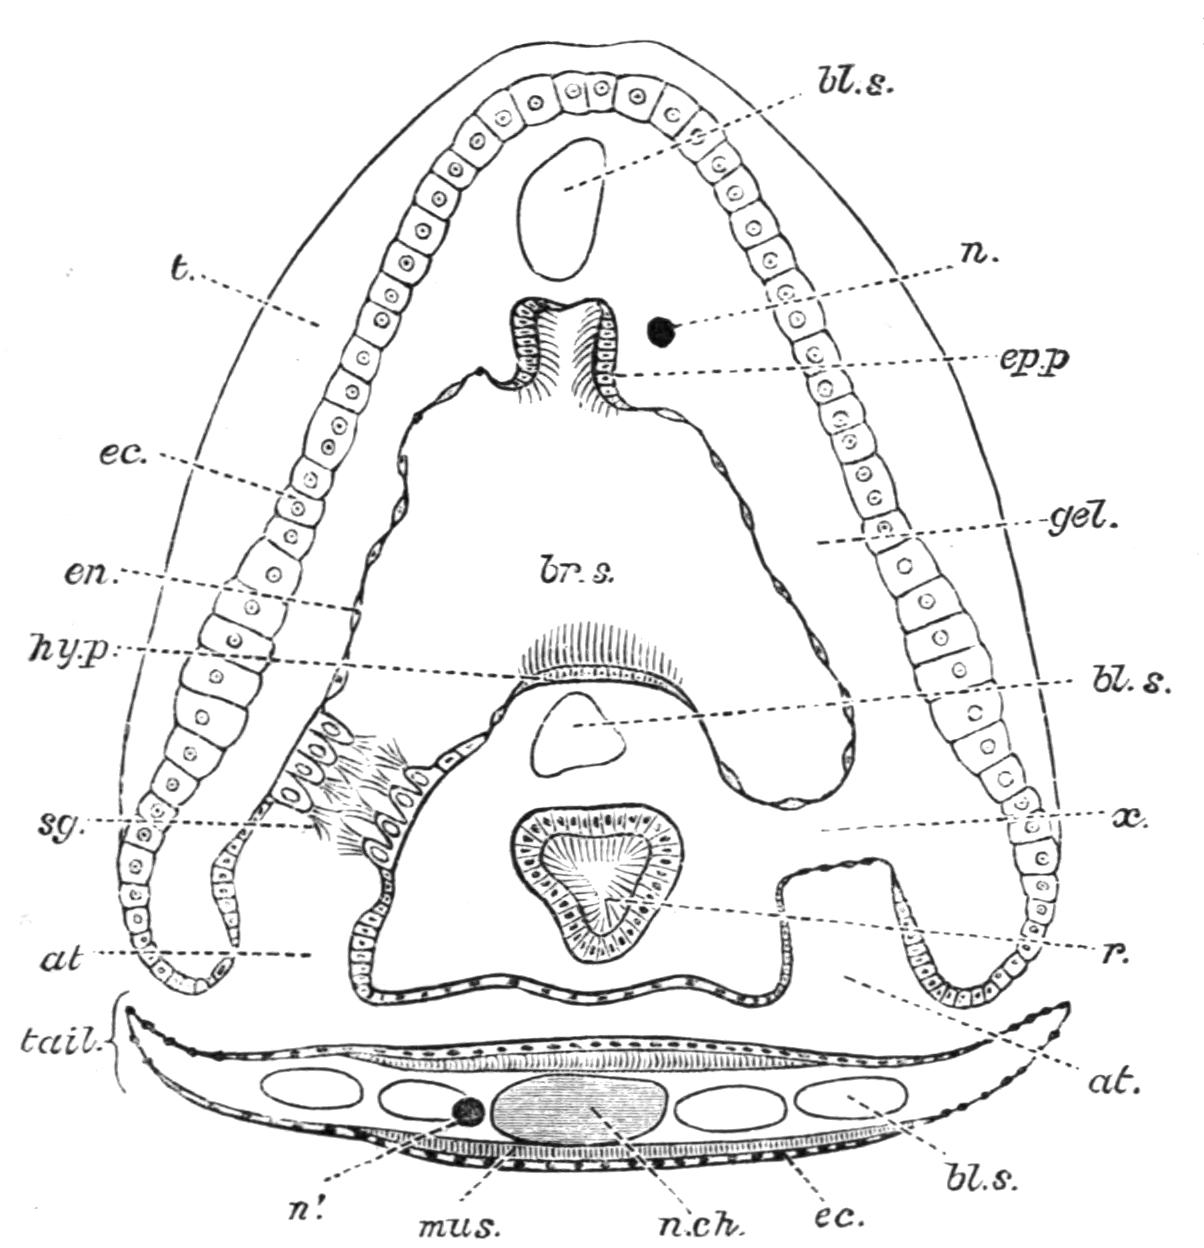 bl.s.
t.
n.
ep.p
ec.
gel.
en.
br.s.
hy.p.
bl.s.
sg.
x.
at
r.
tail.
at.
n'.
mus.
n.ch.
ec.
bl.s.